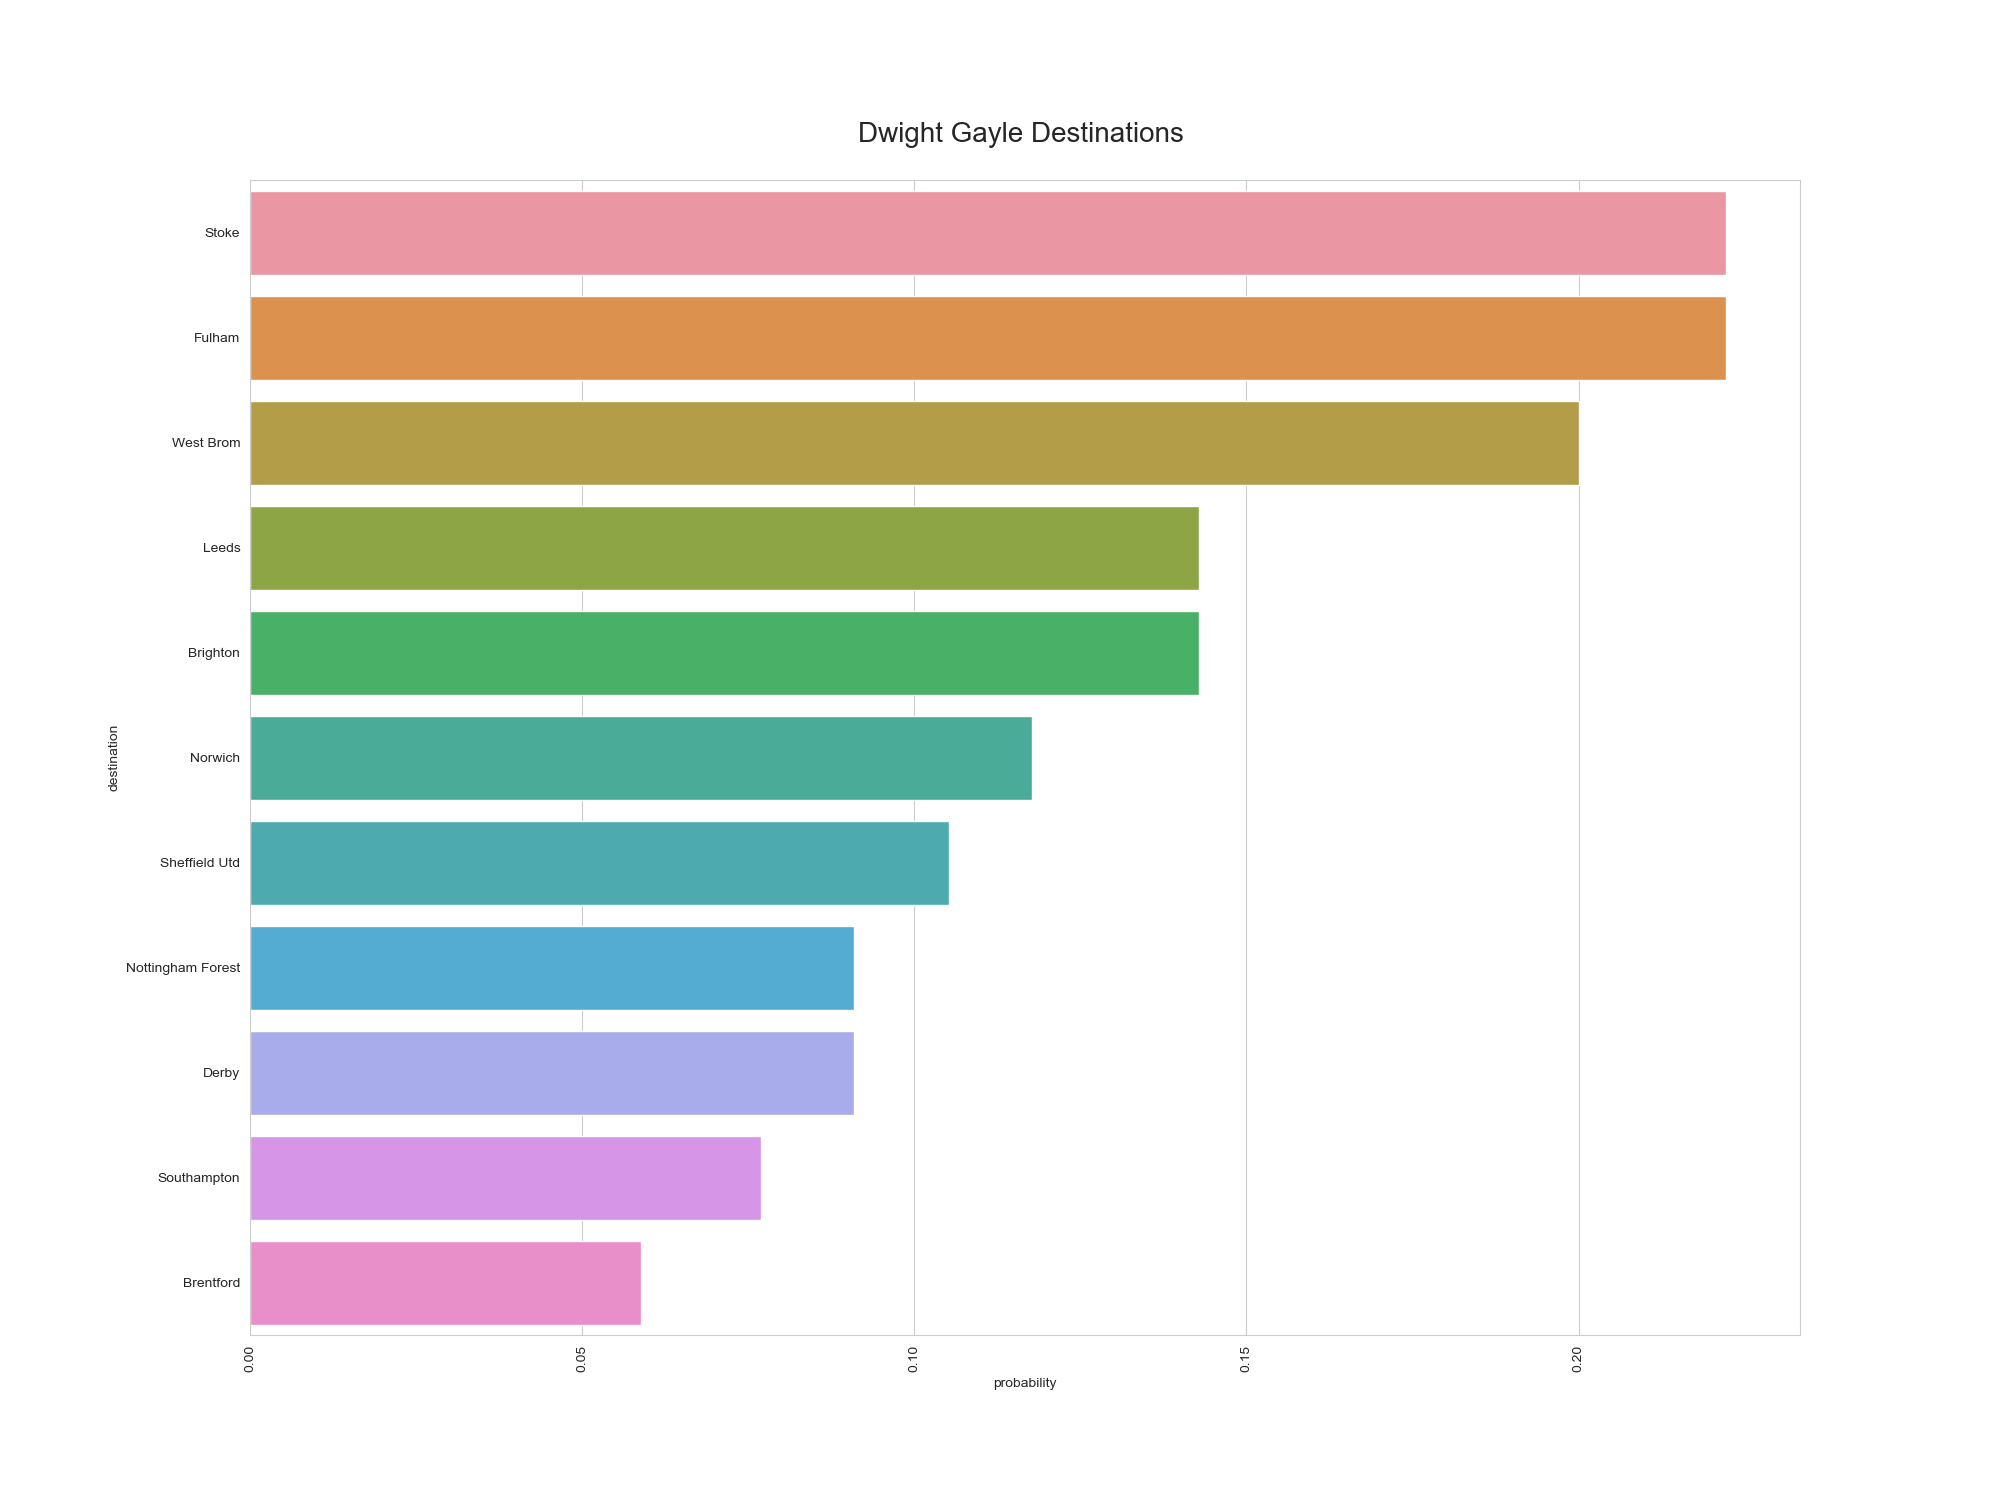 Dwight Gayle Destinations
Stoke
Fulham
West Brom
Leeds
Brighton
Norwich
Sheffield Utd
Nottingham Forest
Derby
Southampton
Brentford
destination
0.00 0.05 0.10 0.15 0.20
probability